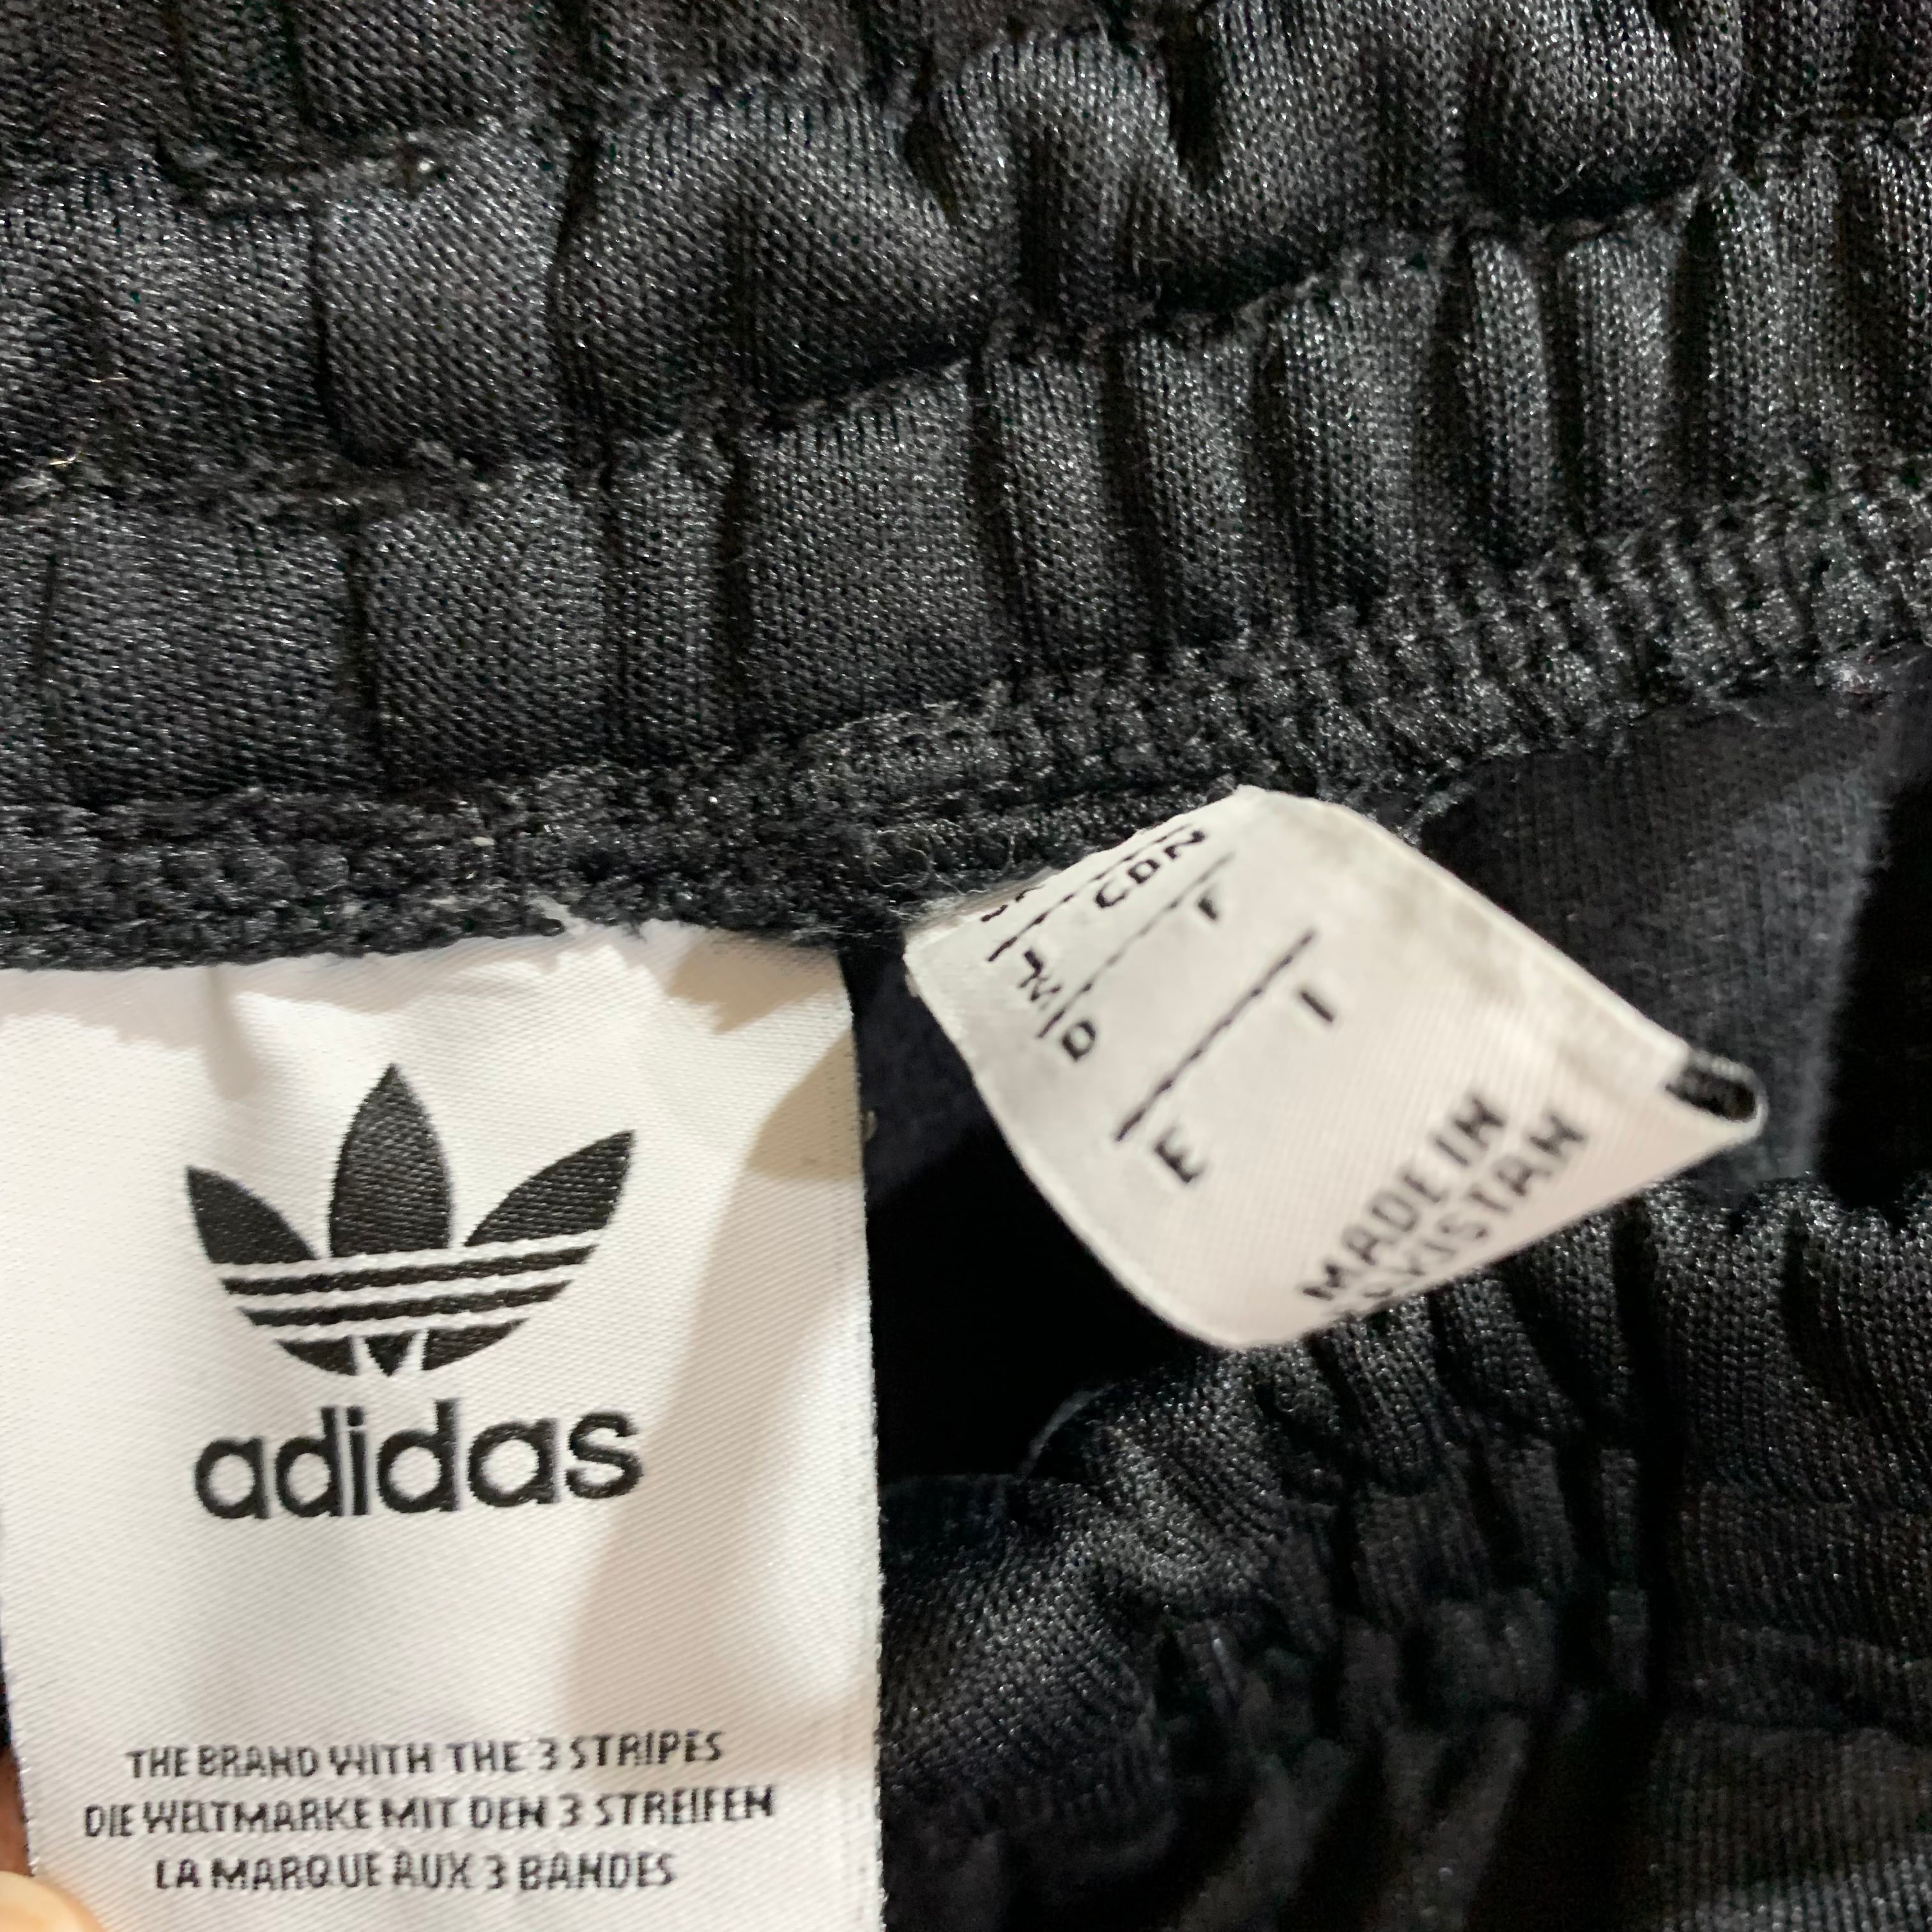 adidas
THE BRAND WITH THE 3 STRIPES
DIE WELTMARKE MIT DEN 3 STREIFEN
LA MARQUE AUX 3 BANDES
CDN
F
D
I
E
MADE IN